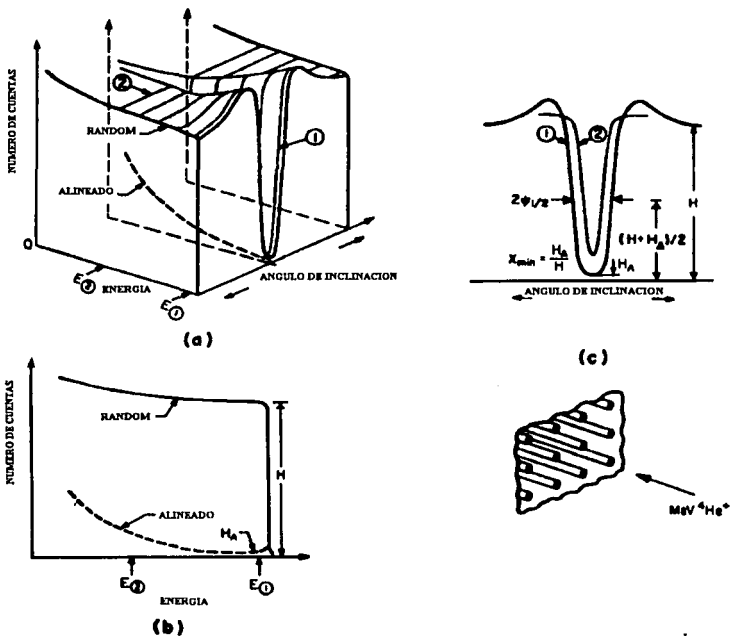 NUMERO DE CUENTAS
②
RANDOM
①
ALINEADO
0
E②
ENERGIA
E①
ANGULO DE INCLINACION
(a)
① ②
2ψ1/2
H
(H+HA)/2
Xmin = HA/H
HA
ANGULO DE INCLINACION
(c)
NUMERO DE CUENTAS
RANDOM
H
ALINEADO
HA
E②
E①
ENERGIA
(b)
MeV ⁴He⁺